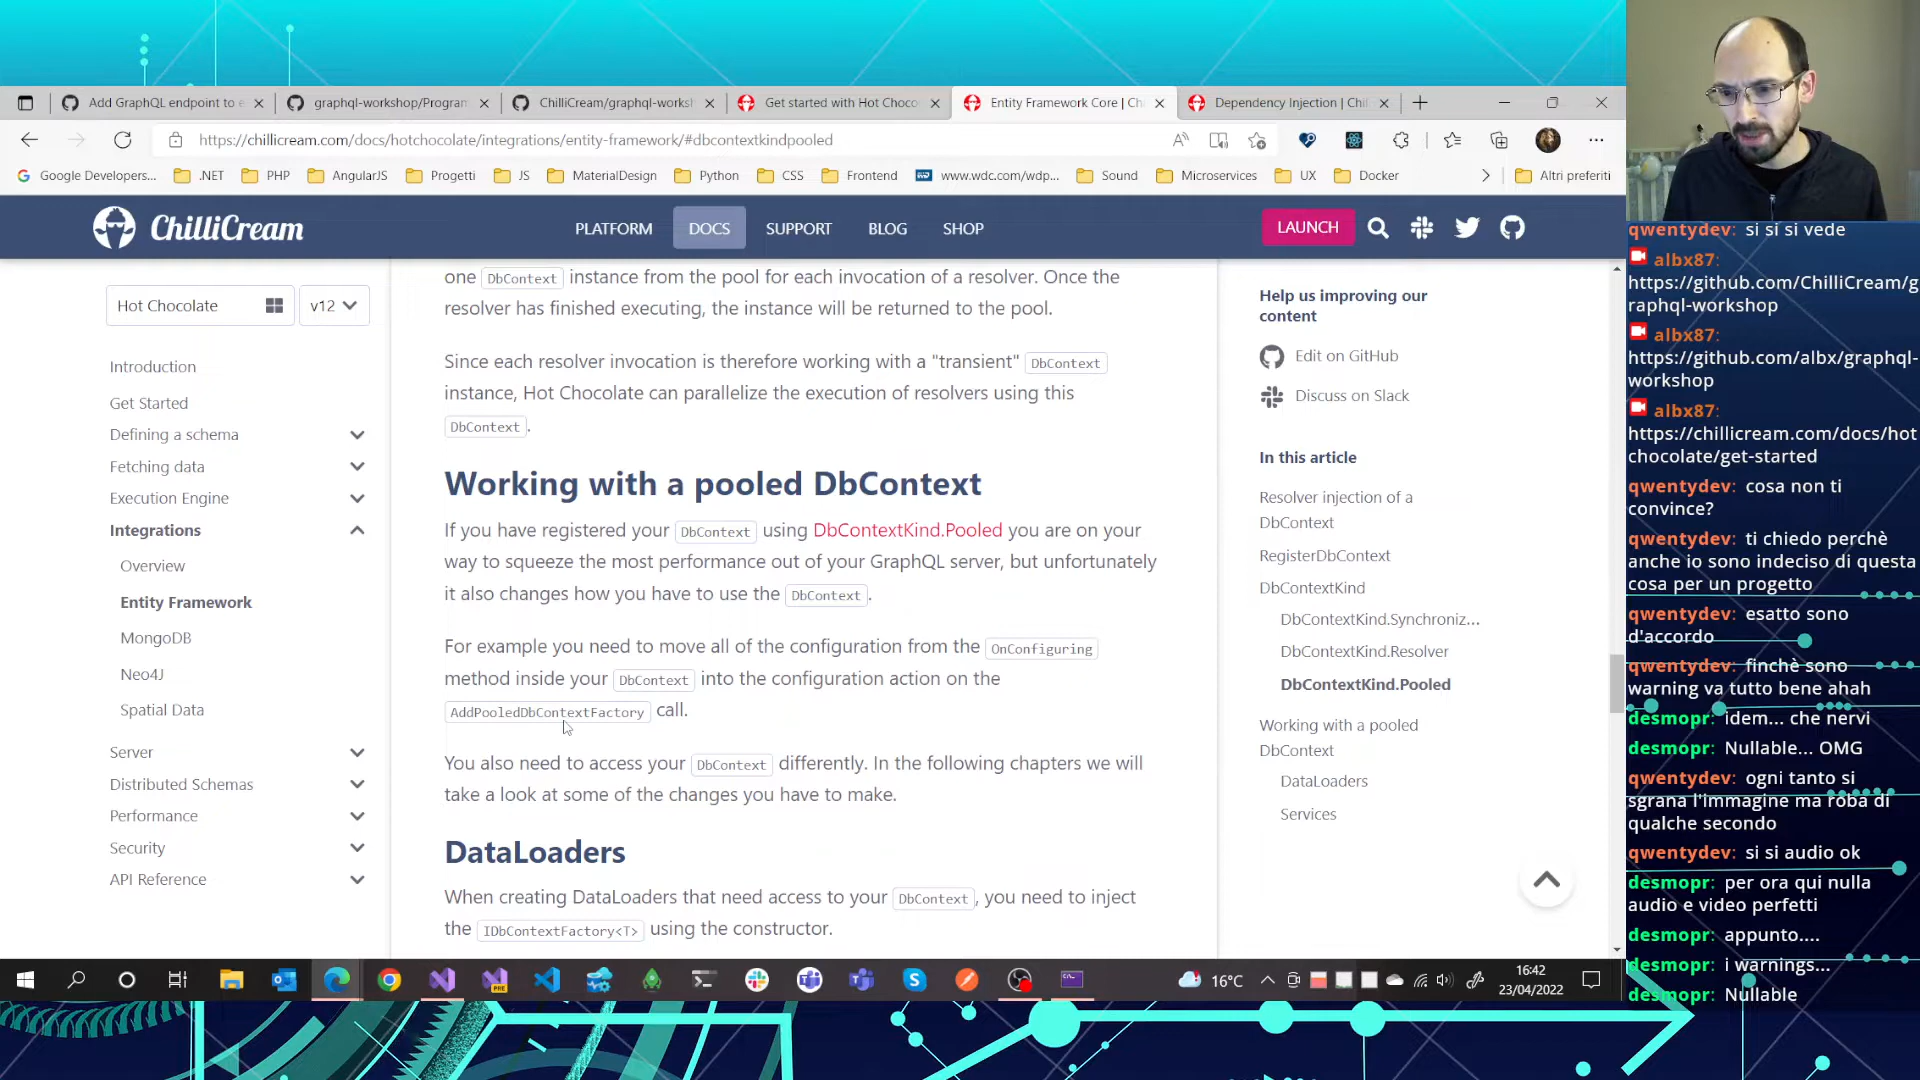 Add GraphQL endpoint to e
graphql-workshop/Program
ChilliCream/graphql-worksh
Get started with Hot Choco
Entity Framework Core | Ch
Dependency Injection | Chil
https://chillicream.com/docs/hotchocolate/integrations/entity-framework/#dbcontextkindpooled
Google Developers...
.NET
PHP
AngularJS
Progetti
JS
MaterialDesign
Python
CSS
Frontend
www.wdc.com/wdp...
Sound
Microservices
UX
Docker
Altri preferiti
ChilliCream
PLATFORM
DOCS
SUPPORT
BLOG
SHOP
LAUNCH
Hot Chocolate
v12
Introduction
Get Started
Defining a schema
Fetching data
Execution Engine
Integrations
Overview
Entity Framework
MongoDB
Neo4J
Spatial Data
Server
Distributed Schemas
Performance
Security
API Reference
one DbContext instance from the pool for each invocation of a resolver. Once the
resolver has finished executing, the instance will be returned to the pool.
Since each resolver invocation is therefore working with a "transient" DbContext
instance, Hot Chocolate can parallelize the execution of resolvers using this
DbContext.
Working with a pooled DbContext
If you have registered your DbContext using DbContextKind.Pooled you are on your
way to squeeze the most performance out of your GraphQL server, but unfortunately
it also changes how you have to use the DbContext.
For example you need to move all of the configuration from the OnConfiguring
method inside your DbContext into the configuration action on the
AddPooledDbContextFactory call.
You also need to access your DbContext differently. In the following chapters we will
take a look at some of the changes you have to make.
DataLoaders
When creating DataLoaders that need access to your DbContext, you need to inject
the IDbContextFactory<T> using the constructor.
Help us improving our
content
Edit on GitHub
Discuss on Slack
In this article
Resolver injection of a
DbContext
RegisterDbContext
DbContextKind
DbContextKind.Synchroniz...
DbContextKind.Resolver
DbContextKind.Pooled
Working with a pooled
DbContext
DataLoaders
Services
PRE
16°C
16:42
23/04/2022
qwentydev: si si si vede
albx87:
https://github.com/ChilliCream/g
raphql-workshop
albx87:
https://github.com/albx/graphql-
workshop
albx87:
https://chillicream.com/docs/hot
chocolate/get-started
qwentydev: cosa non ti
convince?
qwentydev: ti chiedo perchè
anche io sono indeciso di questa
cosa per un progetto
qwentydev: esatto sono
d'accordo
qwentydev: finchè sono
warning va tutto bene ahah
desmopr: idem... che nervi
desmopr: Nullable... OMG
qwentydev: ogni tanto si
sgrana l'immagine ma roba di
qualche secondo
qwentydev: si si audio ok
desmopr: per ora qui nulla
audio e video perfetti
desmopr: appunto....
desmopr: i warnings...
desmopr: Nullable